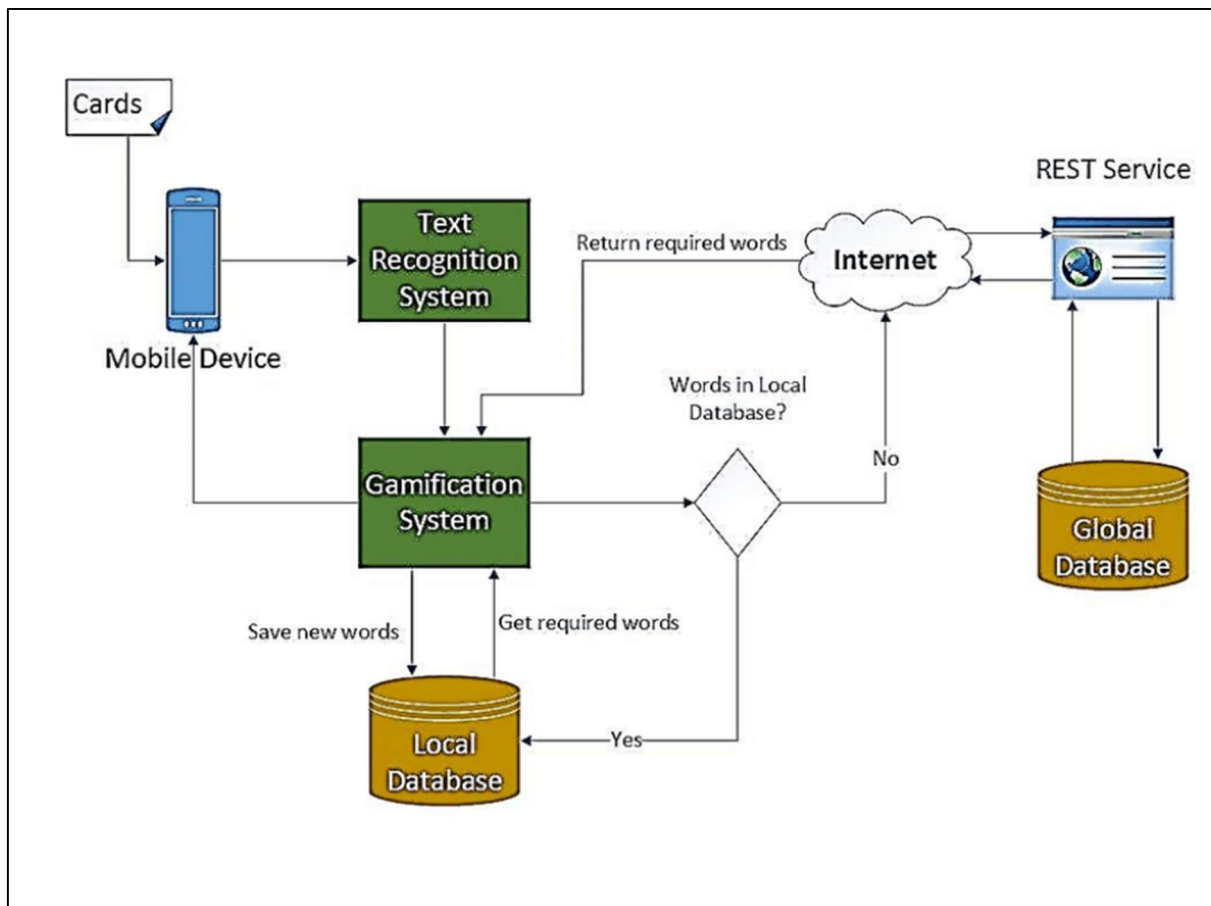 Cards
REST Service
Text
Recognition
System
Return required words
Internet
Mobile Device
Words in Local
Database?
Gamification
System
No
Global
Database
Save new words
Get required words
Yes
Local
Database